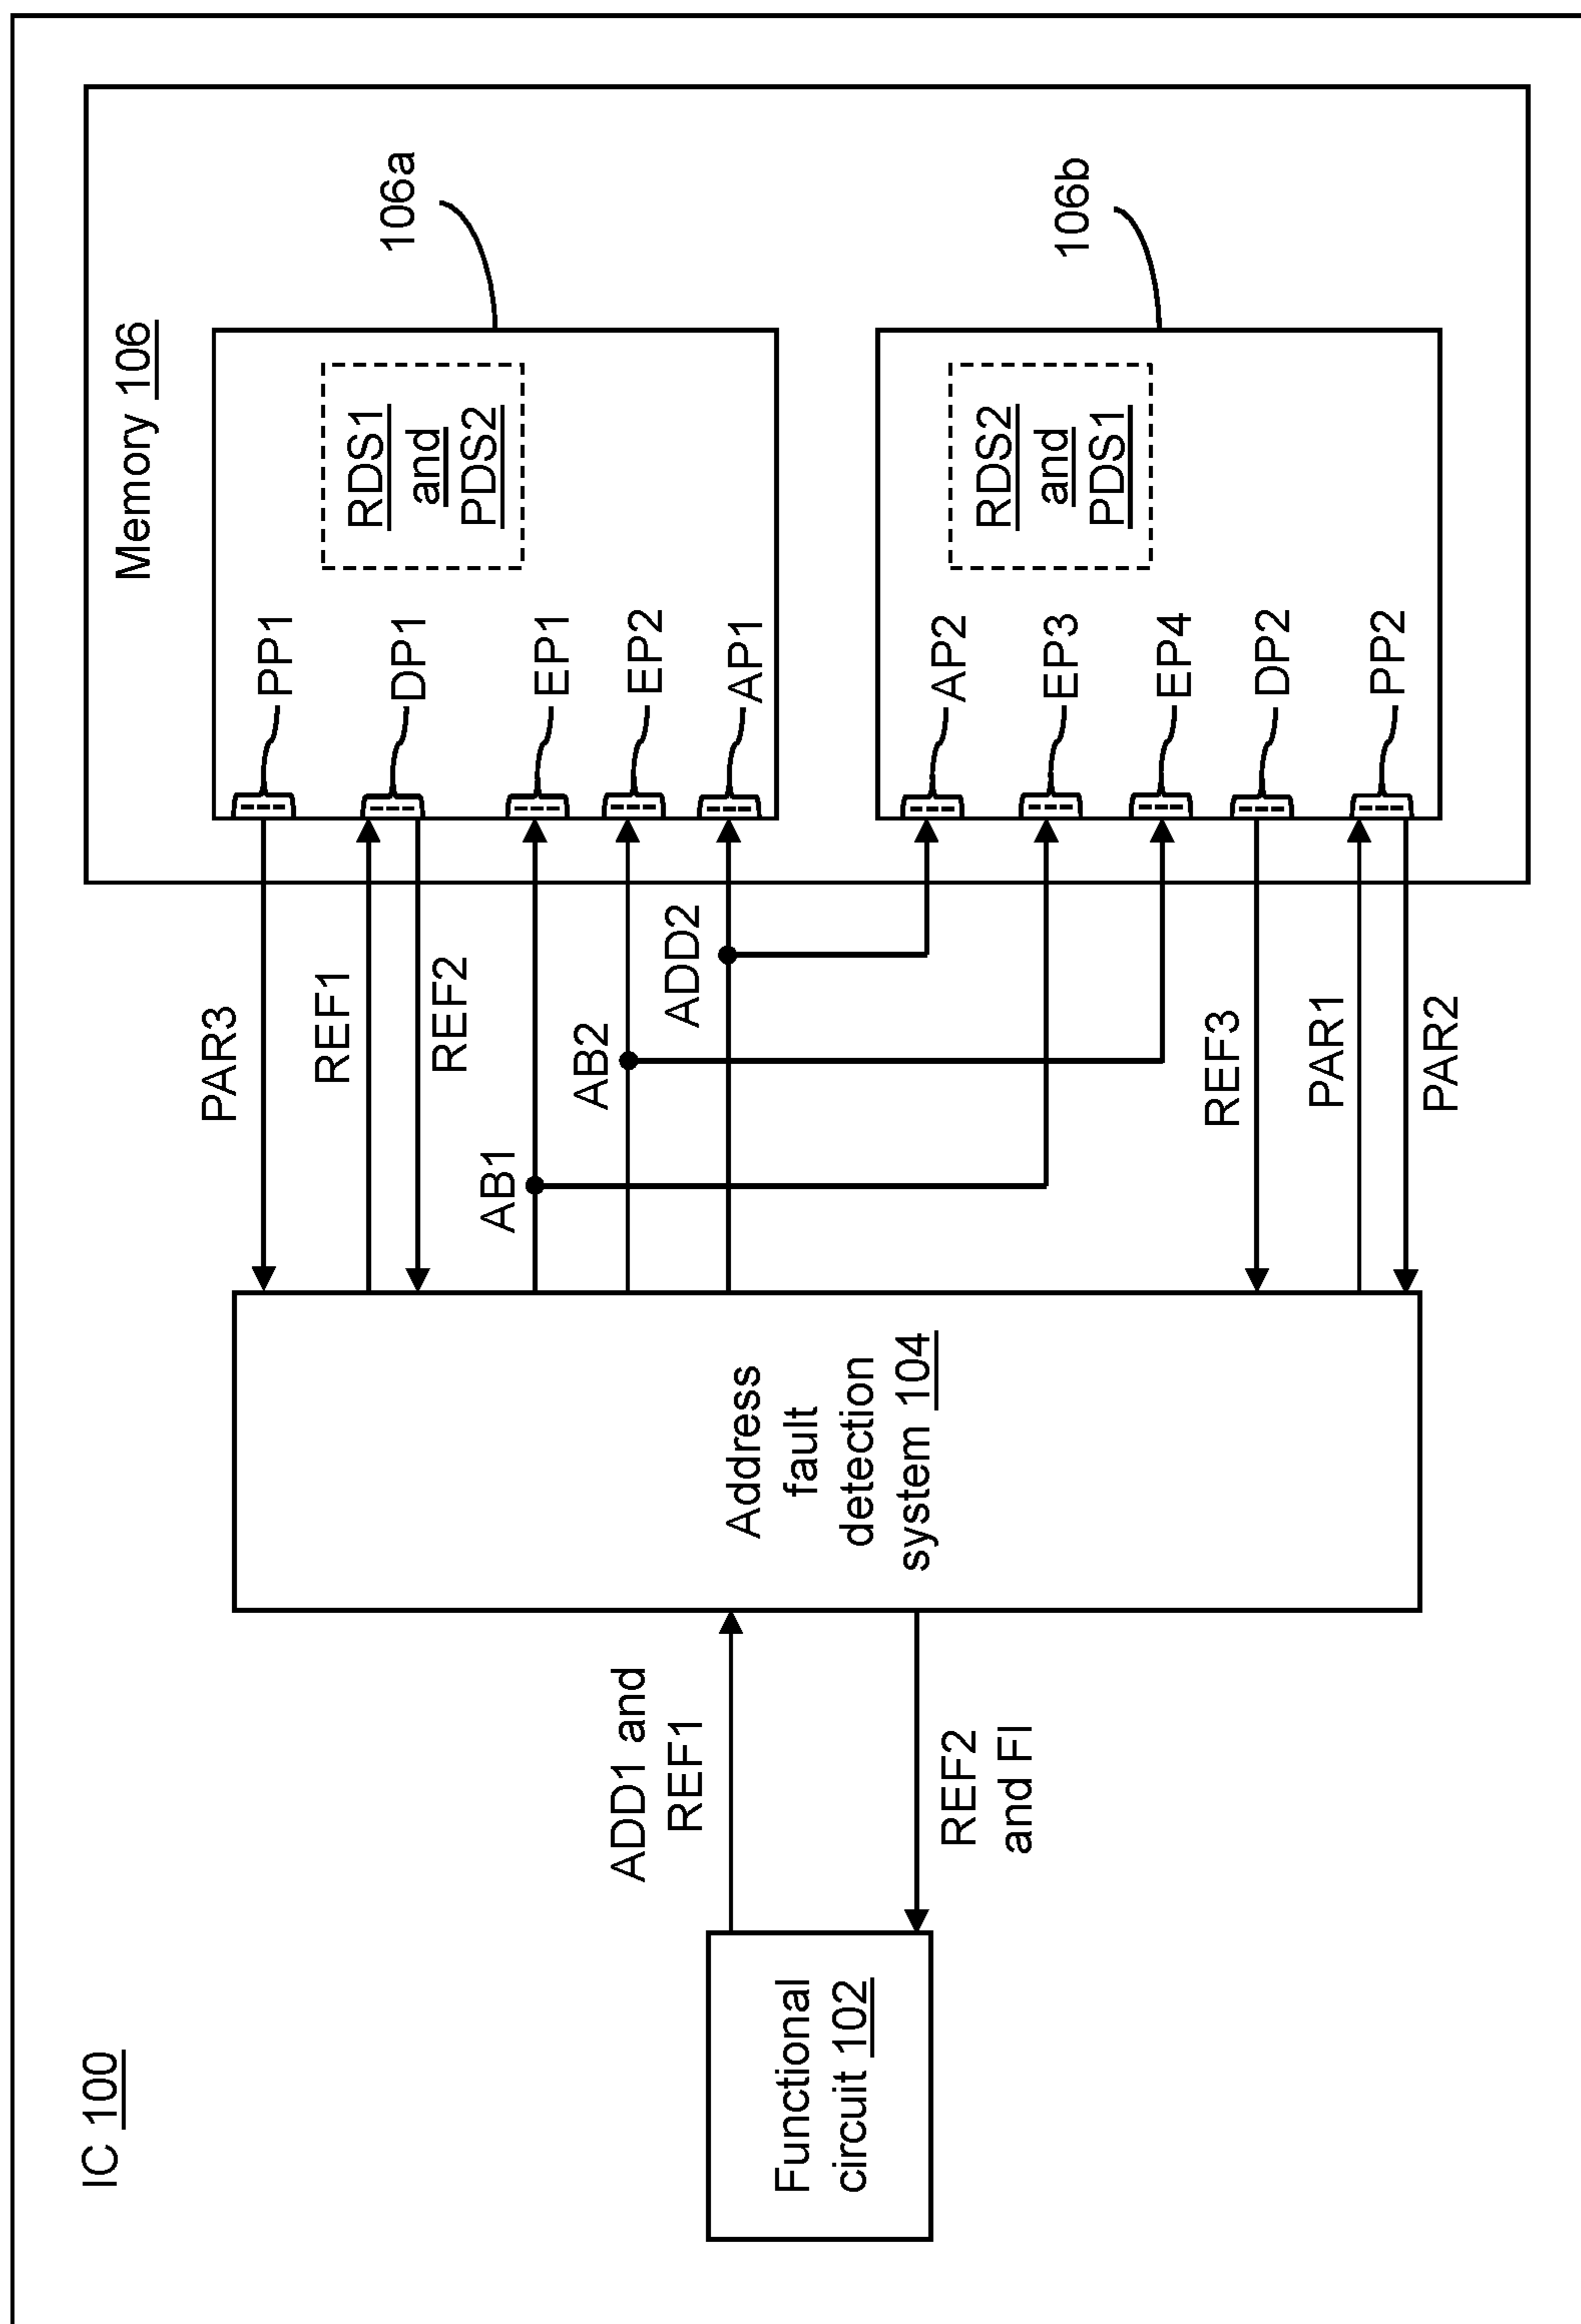 IC 100
Functional
circuit 102
ADD1 and
REF1
REF2
and FI
Address
fault
detection
system 104
PAR3
REF1
REF2
AB1
AB2
ADD2
REF3
PAR1
PAR2
Memory 106
PP1
DP1
EP1
EP2
AP1
RDS1
and
PDS2
106a
AP2
EP3
EP4
DP2
PP2
RDS2
and
PDS1
106b